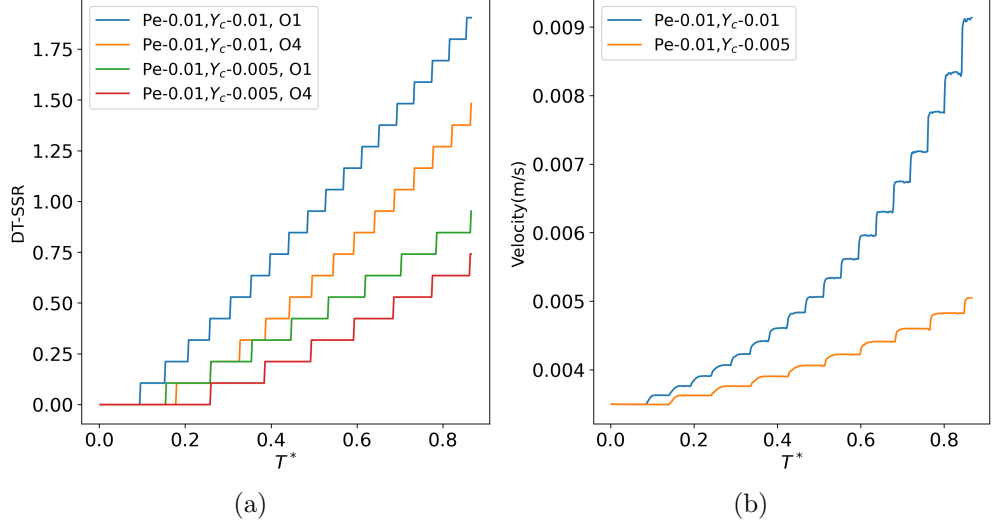 Pe-0.01,Y_c-0.01, O1
Pe-0.01,Y_c-0.01, O4
Pe-0.01,Y_c-0.005, O1
Pe-0.01,Y_c-0.005, O4
DT-SSR
1.75
1.50
1.25
1.00
0.75
0.50
0.25
0.00
0.0 0.2 0.4 0.6 0.8
T*
(a)
Pe-0.01,Y_c-0.01
Pe-0.01,Y_c-0.005
Velocity(m/s)
0.009
0.008
0.007
0.006
0.005
0.004
0.0 0.2 0.4 0.6 0.8
T*
(b)